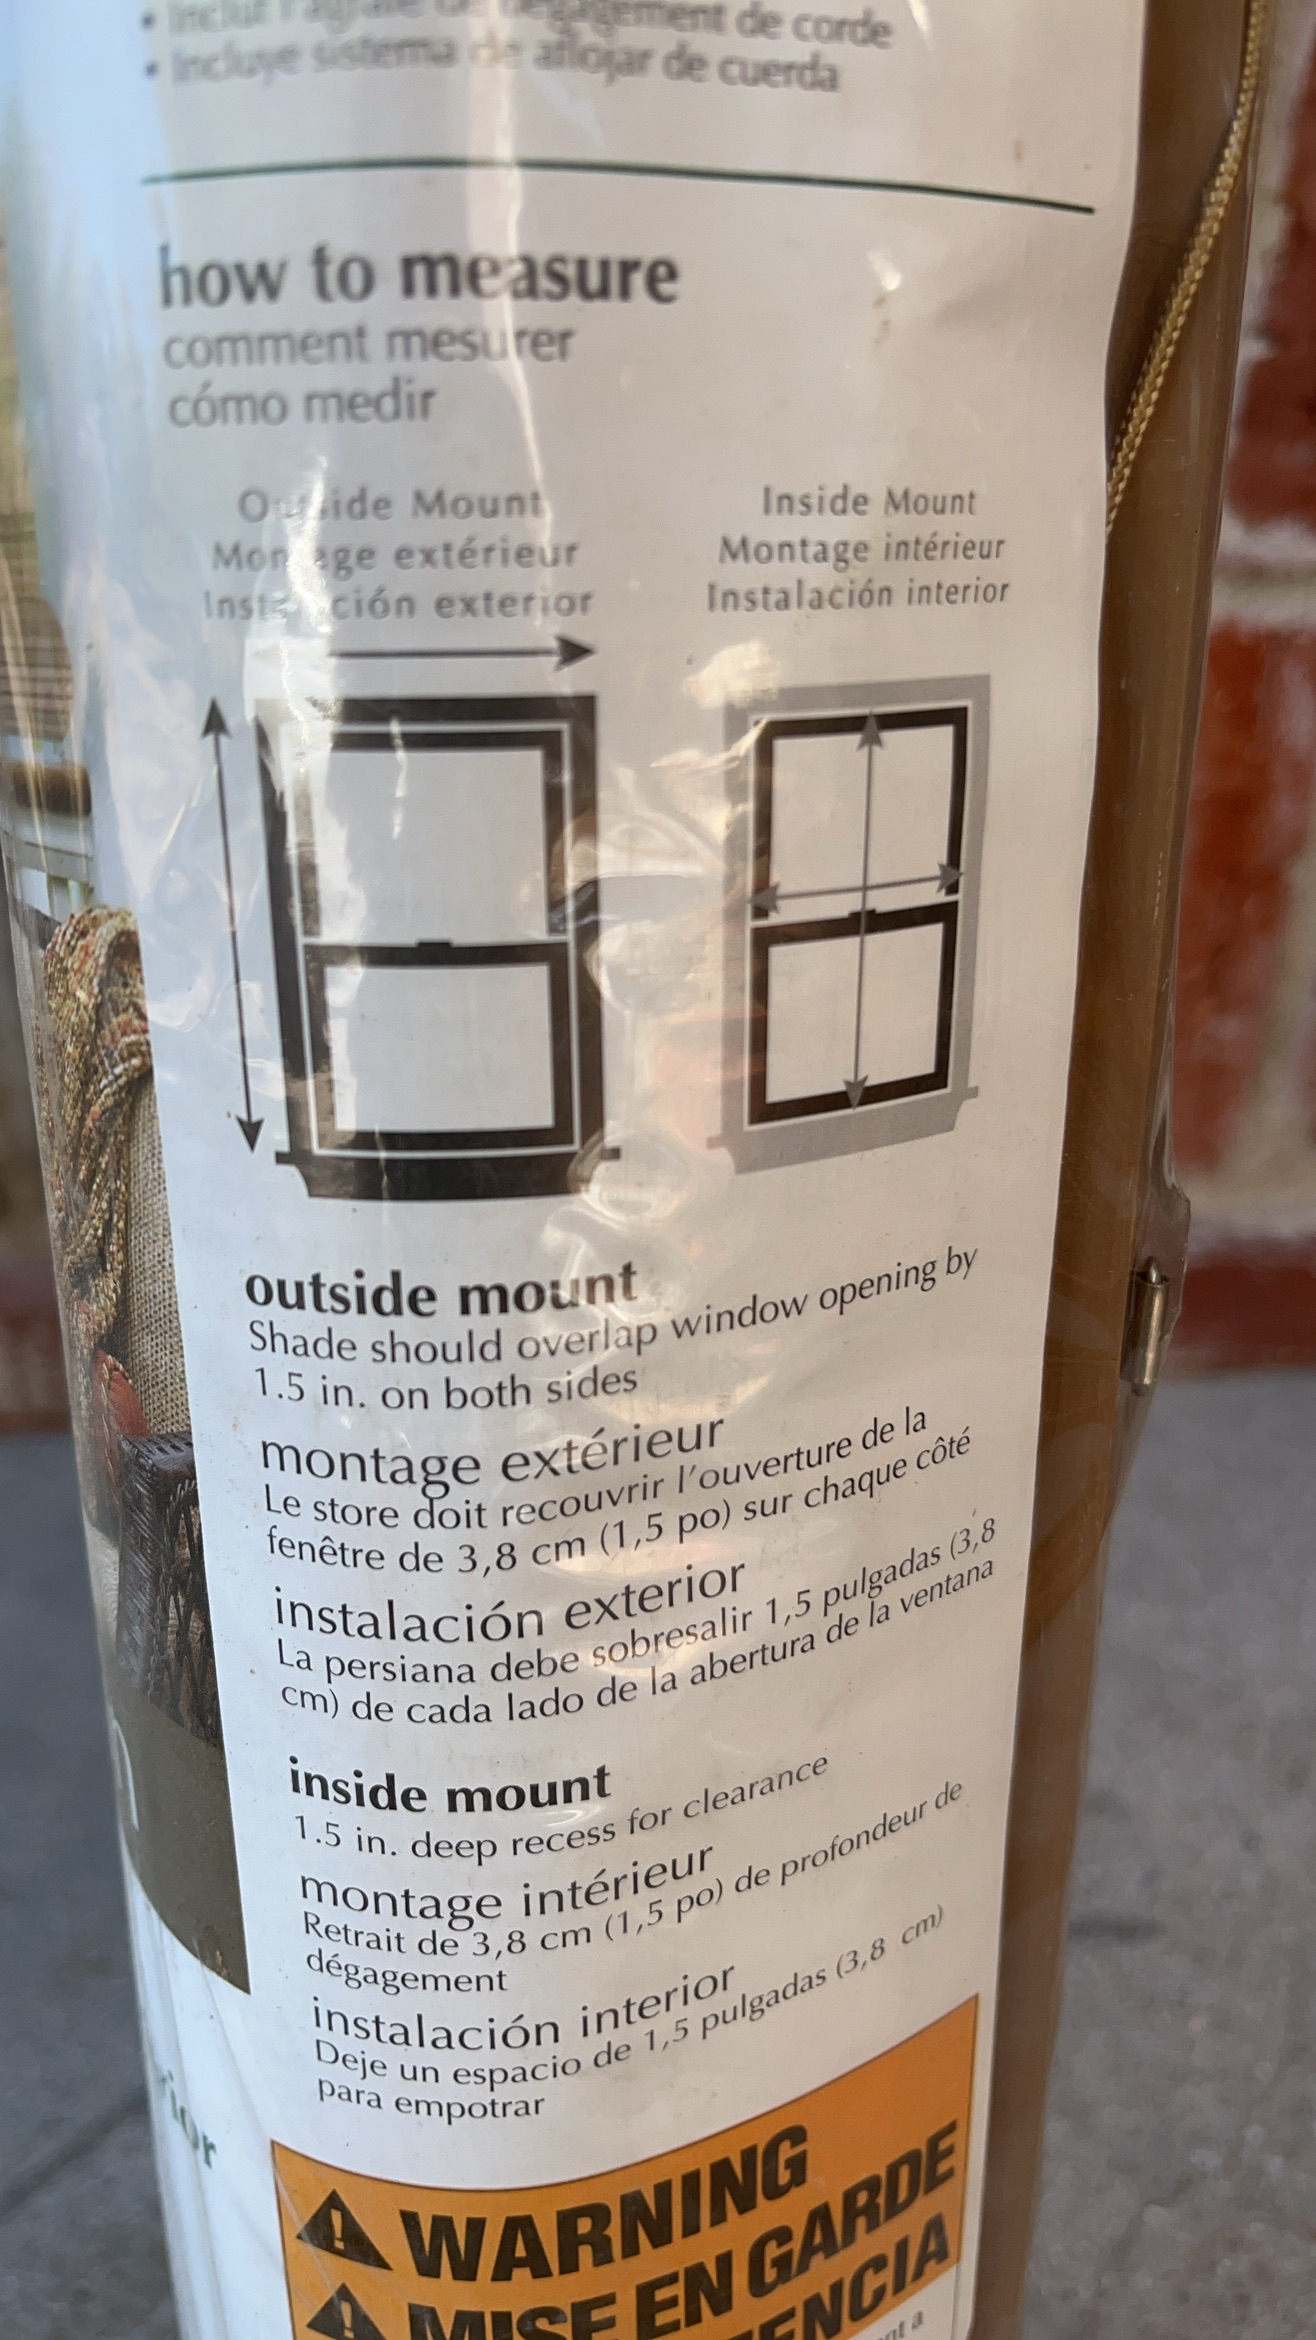 • Inclut l'agrafe de dégagement de corde
• Incluye sistema de aflojar de cuerda
how to measure
comment mesurer
cómo medir
Outside Mount
Montage extérieur
Instalación exterior
Inside Mount
Montage intérieur
Instalación interior
outside mount
Shade should overlap window opening by
1.5 in. on both sides
montage extérieur
Le store doit recouvrir l'ouverture de la
fenêtre de 3,8 cm (1,5 po) sur chaque côté
instalación exterior
La persiana debe sobresalir 1,5 pulgadas (3,8
cm) de cada lado de la abertura de la ventana
inside mount
1.5 in. deep recess for clearance
montage intérieur
Retrait de 3,8 cm (1,5 po) de profondeur de
dégagement
instalación interior
Deje un espacio de 1,5 pulgadas (3,8 cm)
para empotrar
WARNING
MISE EN GARDE